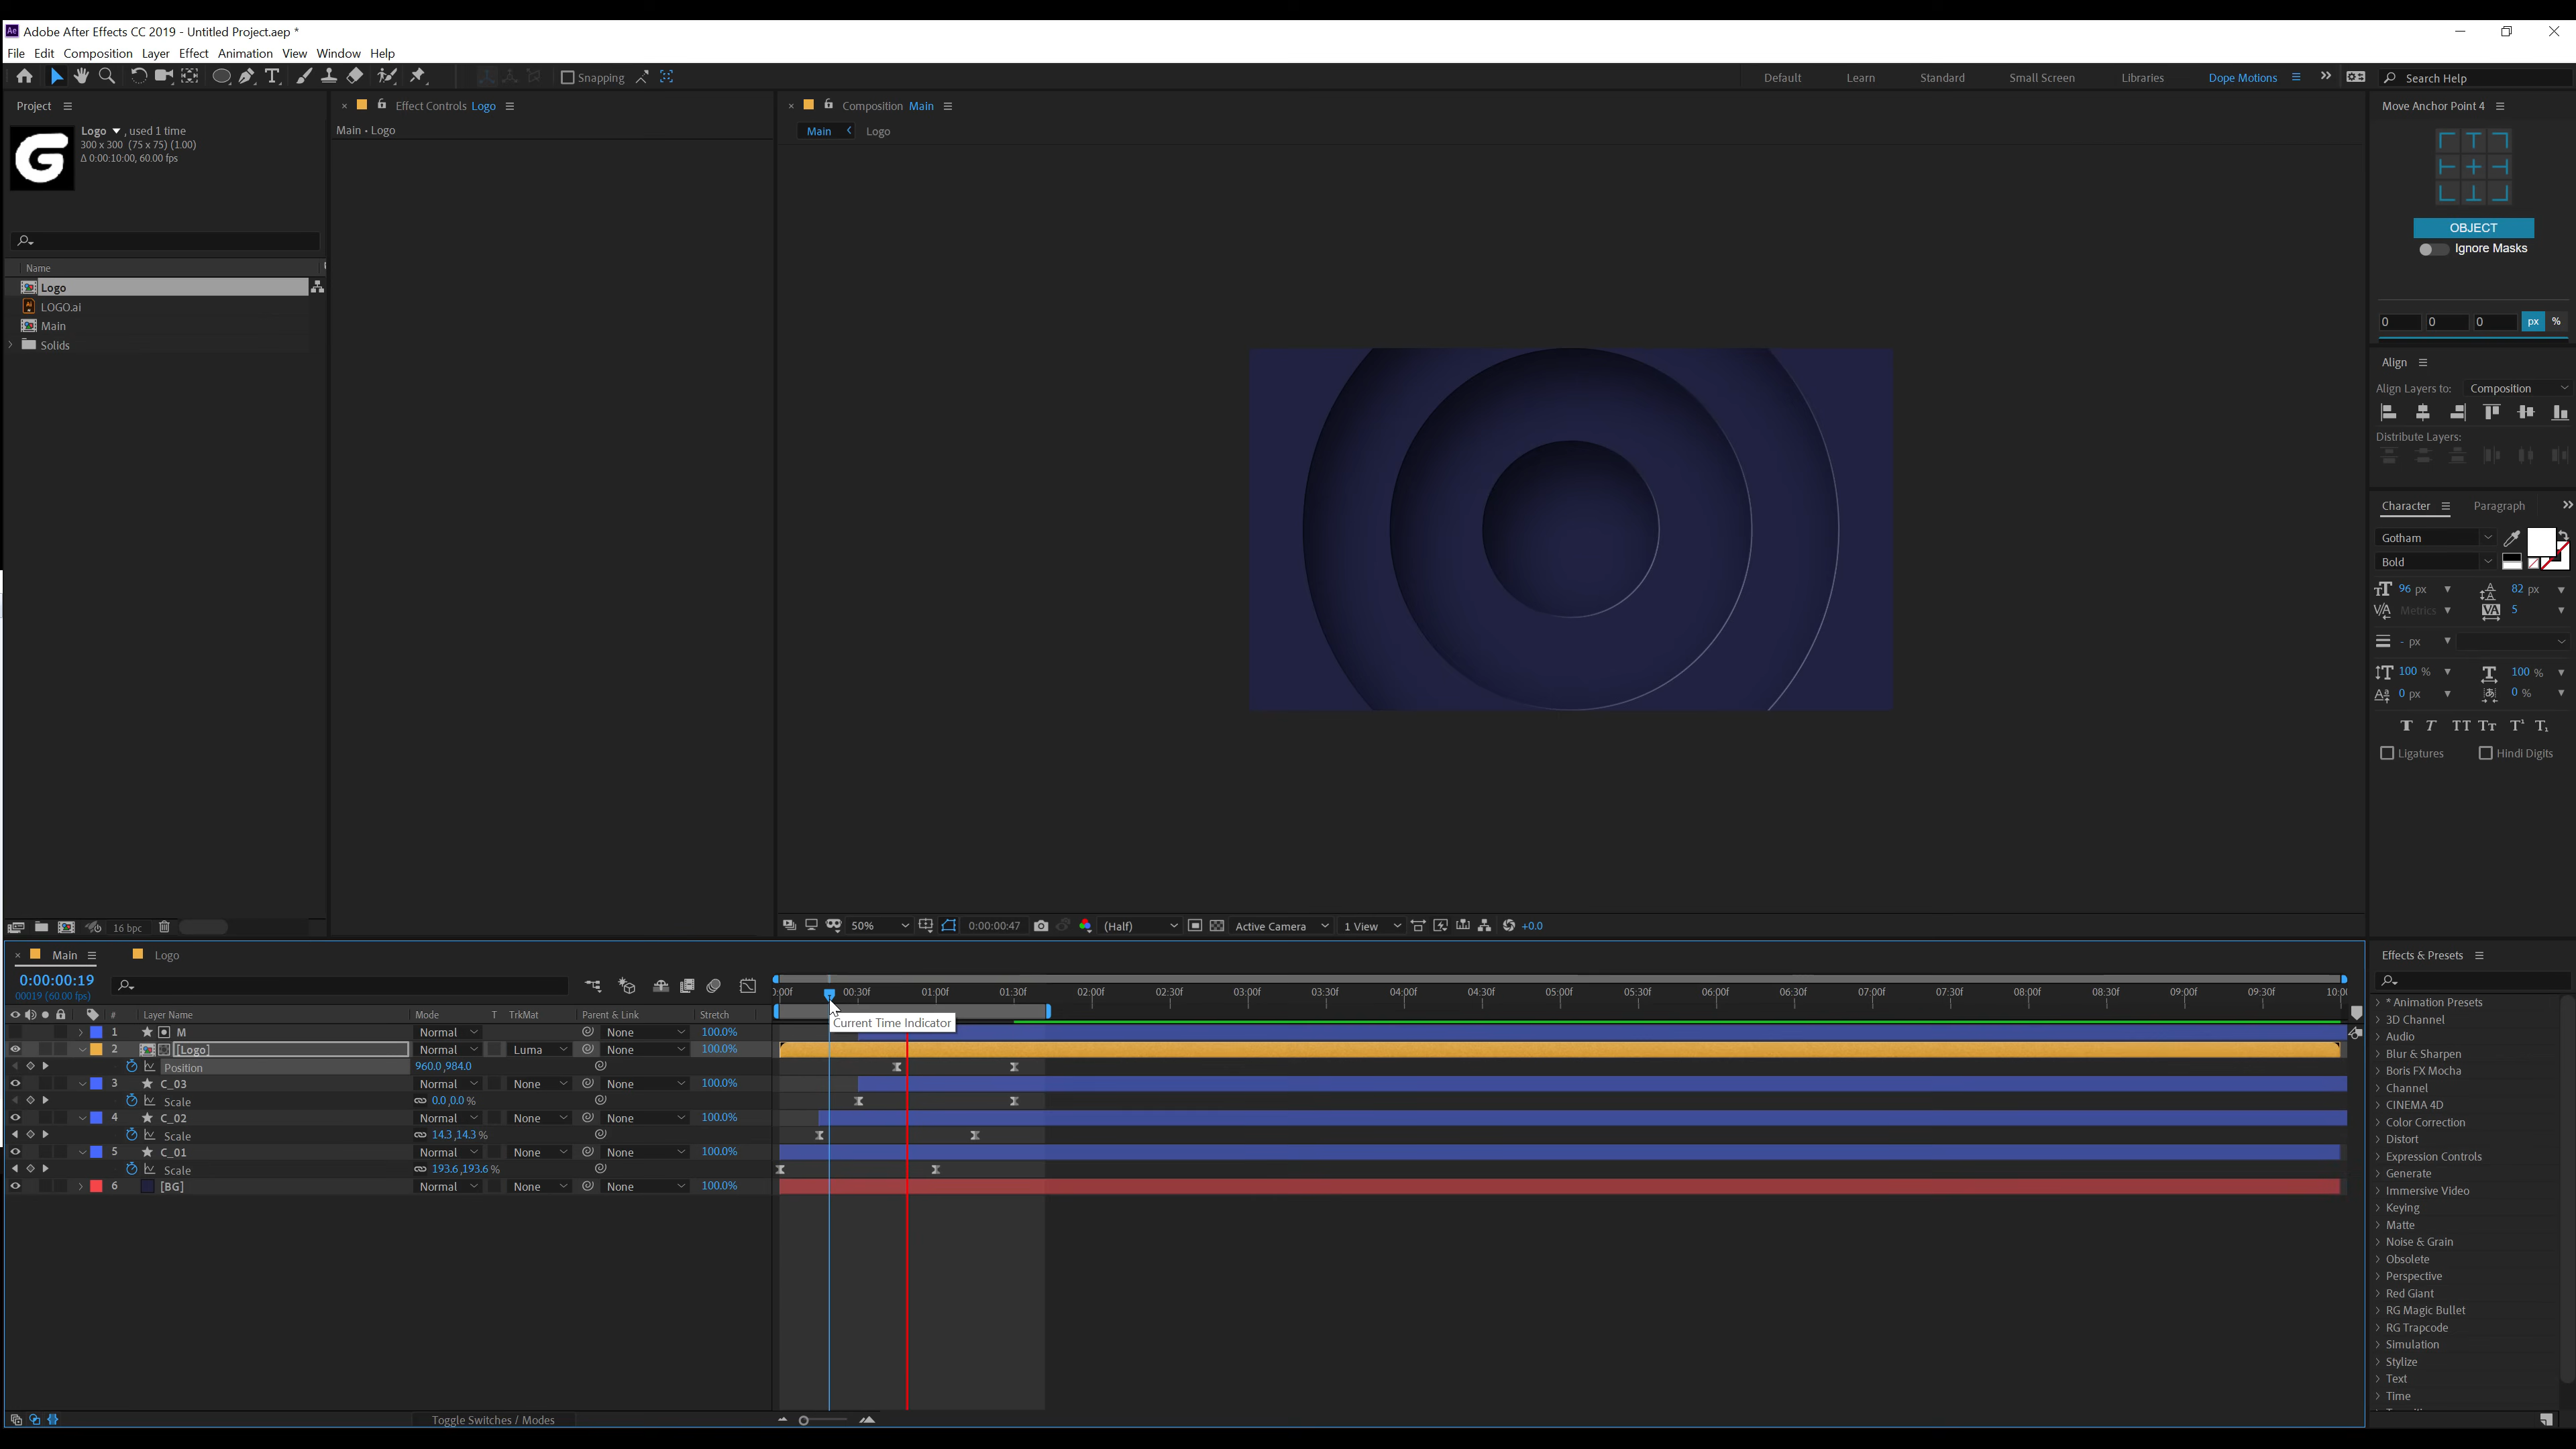 Ae Adobe After Effects CC 2019 - Untitled Project.aep *
File Edit Composition Layer Effect Animation View Window Help
Snapping Default Learn Standard Small Screen Libraries Dope Motions Search Help
Project
Logo , used 1 time
300 x 300 (75 x 75) (1.00)
Δ 0:00:10:00, 60.00 fps
Name
Logo
LOGO.ai
Main
Solids
16 bpc
Effect Controls Logo
Main • Logo
Composition Main
Main Logo
50% 0:00:00:47 (Half) Active Camera 1 View +0.0
Move Anchor Point 4
OBJECT
Ignore Masks
0 0 0 px %
Align
Align Layers to: Composition
Distribute Layers:
Character Paragraph
Gotham
Bold
96 px 82 px
Metrics 5
- px
100 % 100 %
0 px 0 %
Ligatures Hindi Digits
Main Logo
0:00:00:19
00019 (60.00 fps)
):00f 00:30f 01:00f 01:30f 02:00f 02:30f 03:00f 03:30f 04:00f 04:30f 05:00f 05:30f 06:00f 06:30f 07:00f 07:30f 08:00f 08:30f 09:00f 09:30f 10:0(
# Layer Name Mode T TrkMat Parent & Link Stretch
Current Time Indicator
1 M Normal None 100.0%
2 [Logo] Normal Luma None 100.0%
Position 960.0,984.0
3 C_03 Normal None None 100.0%
Scale 0.0,0.0 %
4 C_02 Normal None None 100.0%
Scale 14.3,14.3 %
5 C_01 Normal None None 100.0%
Scale 193.6,193.6 %
6 [BG] Normal None None 100.0%
Toggle Switches / Modes
Effects & Presets
* Animation Presets
3D Channel
Audio
Blur & Sharpen
Boris FX Mocha
Channel
CINEMA 4D
Color Correction
Distort
Expression Controls
Generate
Immersive Video
Keying
Matte
Noise & Grain
Obsolete
Perspective
Red Giant
RG Magic Bullet
RG Trapcode
Simulation
Stylize
Text
Time